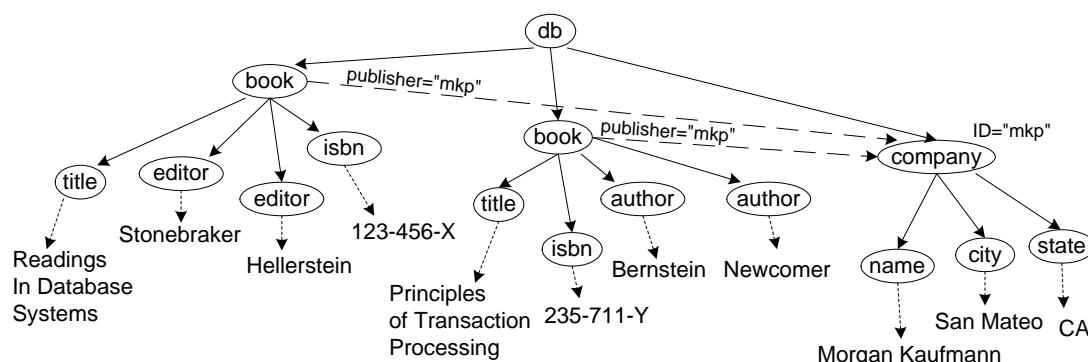 db
book
publisher="mkp"
book
publisher="mkp"
ID="mkp"
company
title
editor
editor
isbn
title
isbn
author
author
name
city
state
Readings
In Database
Systems
Stonebraker
Hellerstein
123-456-X
Principles
of Transaction
Processing
235-711-Y
Bernstein
Newcomer
Morgan Kaufmann
San Mateo
CA